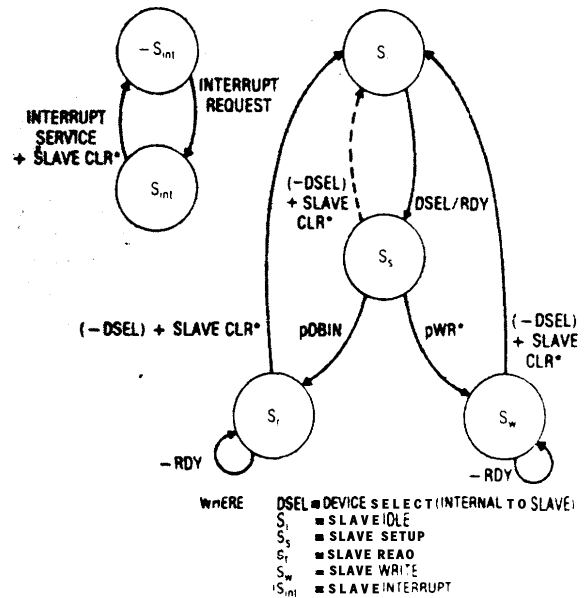 – S_int
INTERRUPT
REQUEST
INTERRUPT
SERVICE
+ SLAVE CLR*
S_int
S
(–DSEL)
+ SLAVE
CLR*
DSEL/RDY
S_s
(–DSEL) + SLAVE CLR*
pDBIN
pWR*
(–DSEL)
+ SLAVE
CLR*
S_r
S_w
–RDY
–RDY
WHERE DSEL = DEVICE SELECT (INTERNAL TO SLAVE)
S_i = SLAVE IDLE
S_s = SLAVE SETUP
S_r = SLAVE REAO
S_w = SLAVE WRITE
S_int = SLAVE INTERRUPT